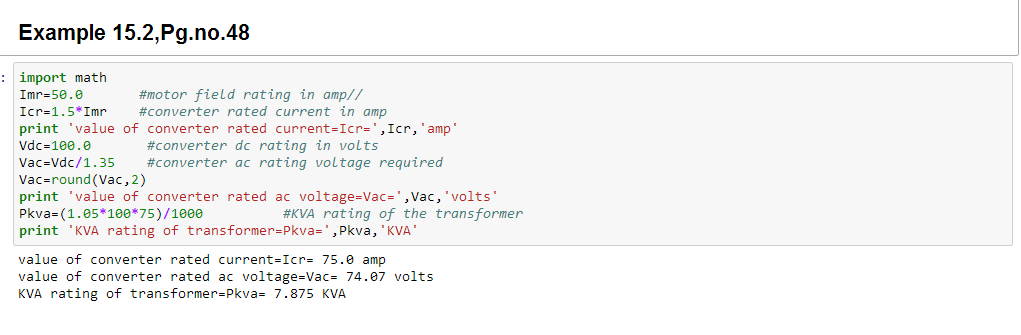 Example 15.2,Pg.no.48
: import math
Imr=50.0 #motor field rating in amp//
Icr=1.5*Imr #converter rated current in amp
print 'value of converter rated current=Icr=',Icr,'amp'
Vdc=100.0 #converter dc rating in volts
Vac=Vdc/1.35 #converter ac rating voltage required
Vac=round(Vac,2)
print 'value of converter rated ac voltage=Vac=',Vac,'volts'
Pkva=(1.05*100*75)/1000 #KVA rating of the transformer
print 'KVA rating of transformer=Pkva=',Pkva,'KVA'
value of converter rated current=Icr= 75.0 amp
value of converter rated ac voltage=Vac= 74.07 volts
KVA rating of transformer=Pkva= 7.875 KVA